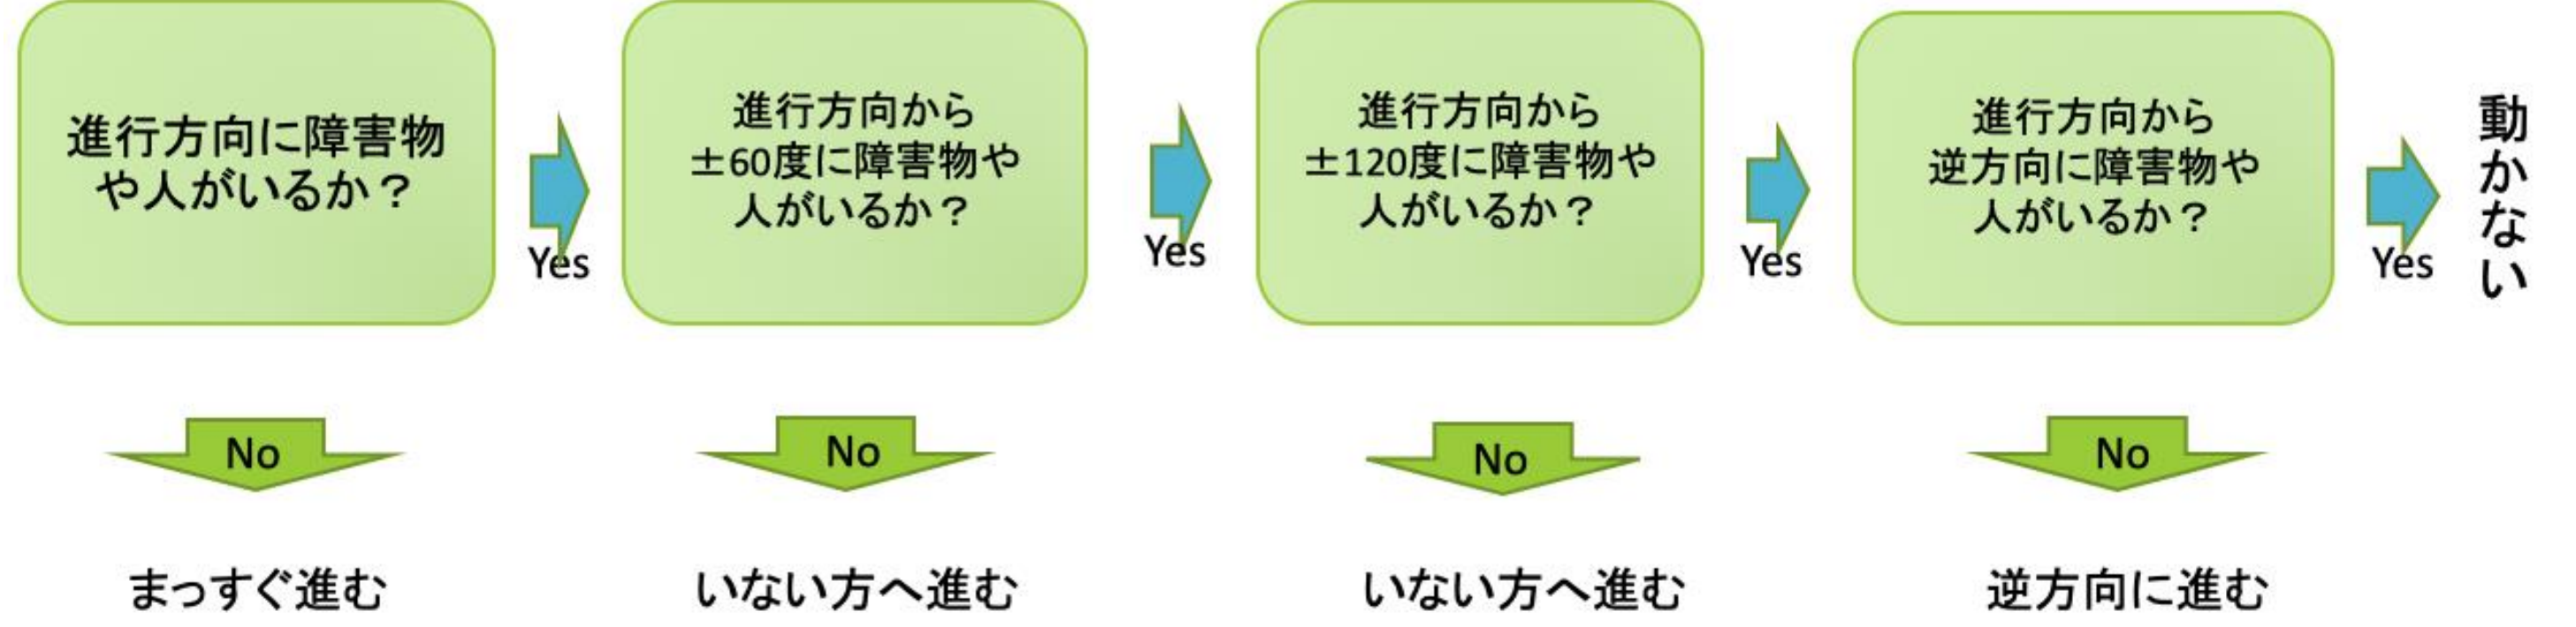 進行方向に障害物
や人がいるか？
Yes
進行方向から
±60度に障害物や
人がいるか？
Yes
進行方向から
±120度に障害物や
人がいるか？
Yes
進行方向から
逆方向に障害物や
人がいるか？
Yes
動かない
No
No
No
No
まっすぐ進む
いない方へ進む
いない方へ進む
逆方向に進む